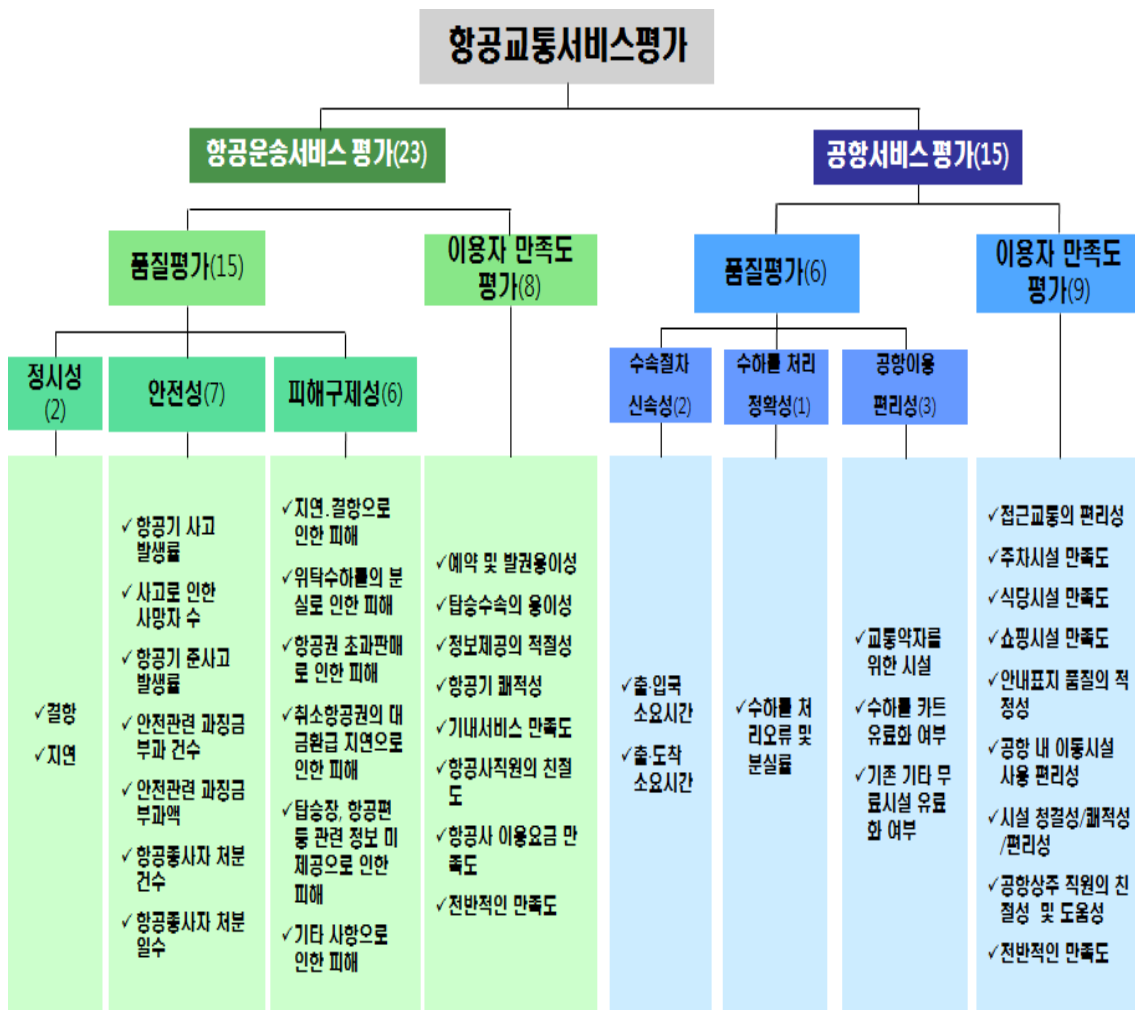 항공교통서비스평가
항공운송서비스 평가(23)
공항서비스 평가(15)
품질평가(15)
이용자 만족도
평가(8)
품질평가(6)
이용자 만족도
평가(9)
정시성
(2)
안전성(7)
피해구제성(6)
수속절차
신속성(2)
수하물 처리
정확성(1)
공항이용
편리성(3)
✓결항
✓지연
✓항공기 사고
발생률
✓사고로 인한
사망자 수
✓항공기 준사고
발생률
✓안전관련 과징금
부과 건수
✓안전관련 과징금
부과액
✓항공종사자 처분
건수
✓항공종사자 처분
일수
✓지연.결항으로
인한 피해
✓위탁수하물의 분
실로 인한 피해
✓항공권 초과판매
로 인한 피해
✓취소항공권의 대
금환급 지연으로
인한 피해
✓탑승장, 항공편
등 관련 정보 미
제공으로 인한
피해
✓기타 사항으로
인한 피해
✓예약 및 발권용이성
✓탑승수속의 용이성
✓정보제공의 적절성
✓항공기 쾌적성
✓기내서비스 만족도
✓항공사직원의 친절
도
✓항공사 이용요금 만
족도
✓전반적인 만족도
✓출·입국
소요시간
✓출·도착
소요시간
✓수하물 처
리오류 및
분실률
✓교통약자를
위한 시설
✓수하물 카트
유료화 여부
✓기존 기타 무
료시설 유료
화 여부
✓접근교통의 편리성
✓주차시설 만족도
✓식당시설 만족도
✓쇼핑시설 만족도
✓안내표지 품질의 적
정성
✓공항 내 이동시설
사용 편리성
✓시설 청결성/쾌적성
/편리성
✓공항상주 직원의 친
절성 및 도움성
✓전반적인 만족도